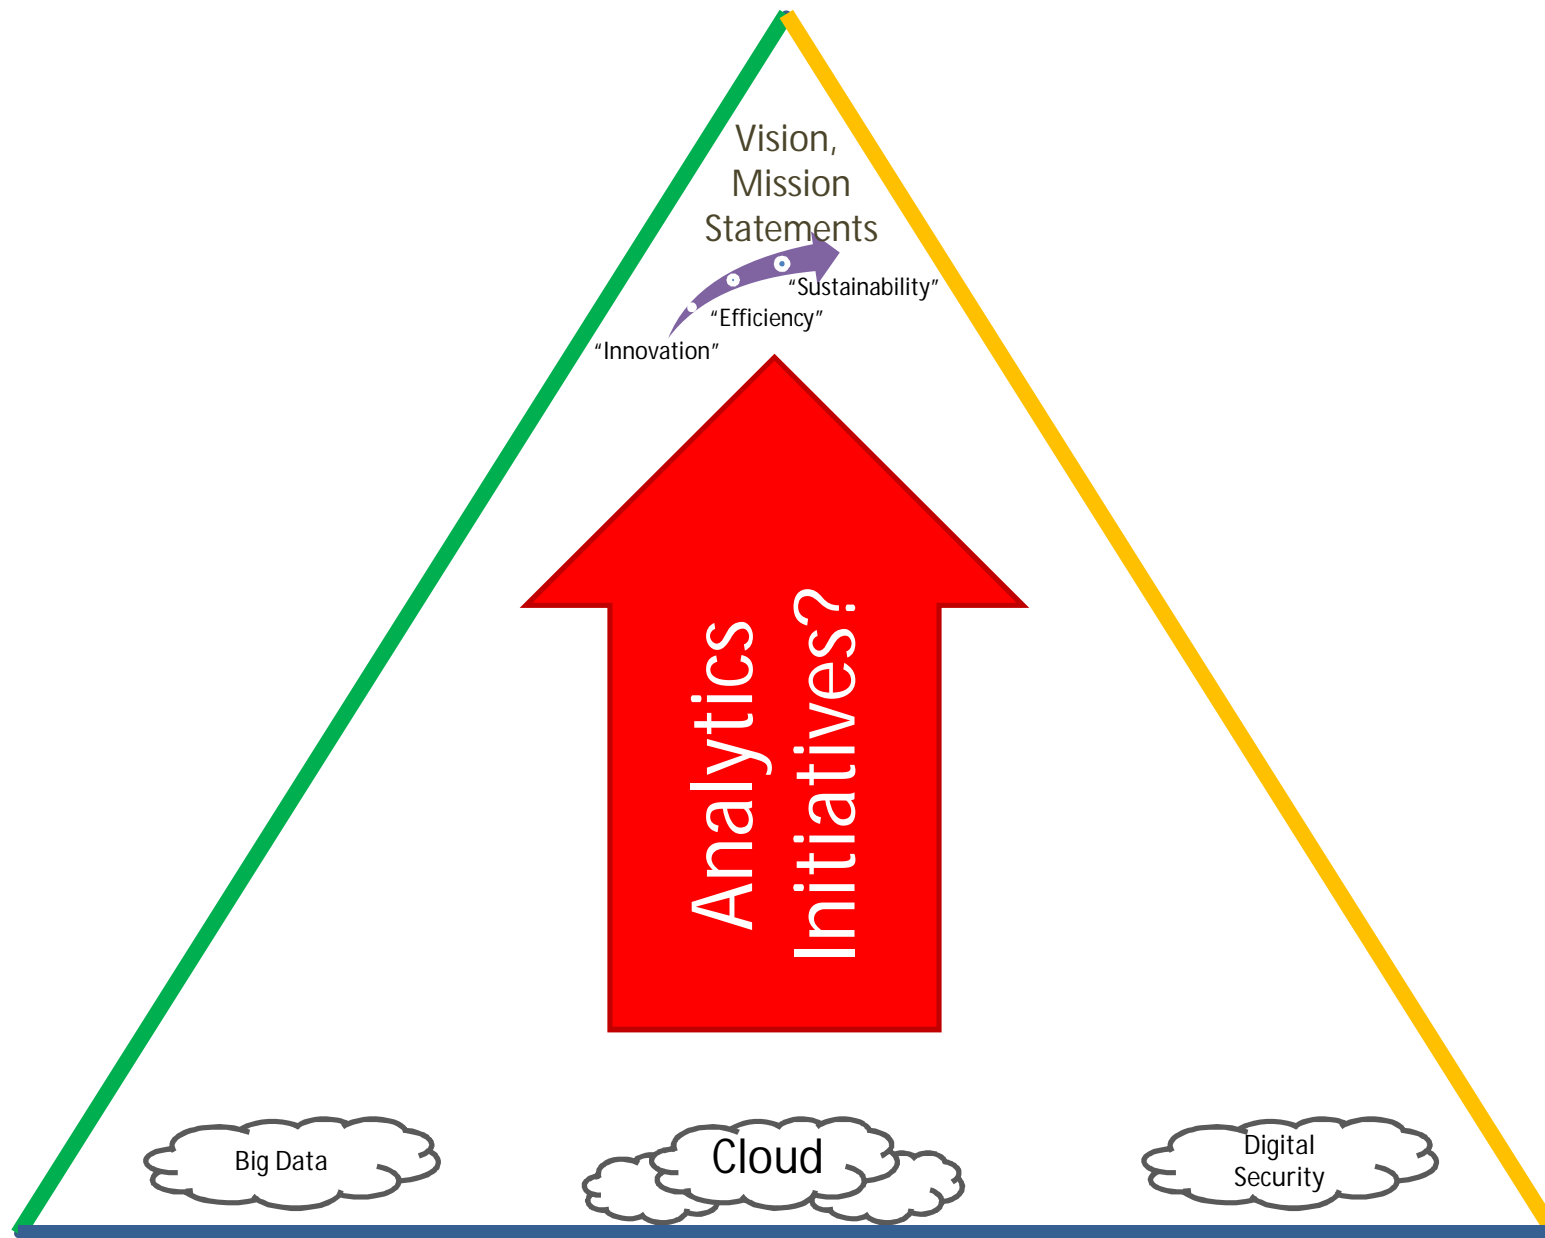 Vision,
Mission
Statements
“Sustainability”
“Efficiency”
“Innovation”
Analytics
Initiatives?
Big Data
Cloud
Digital
Security